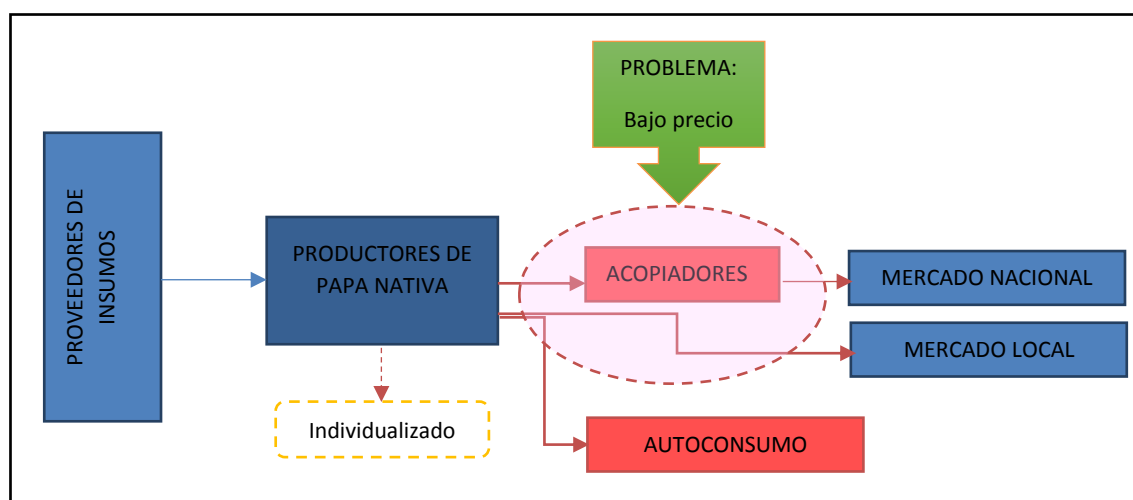 PROBLEMA:
Bajo precio
PROVEEDORES DE
INSUMOS
PRODUCTORES DE
PAPA NATIVA
ACOPIADORES
MERCADO NACIONAL
MERCADO LOCAL
Individualizado
AUTOCONSUMO